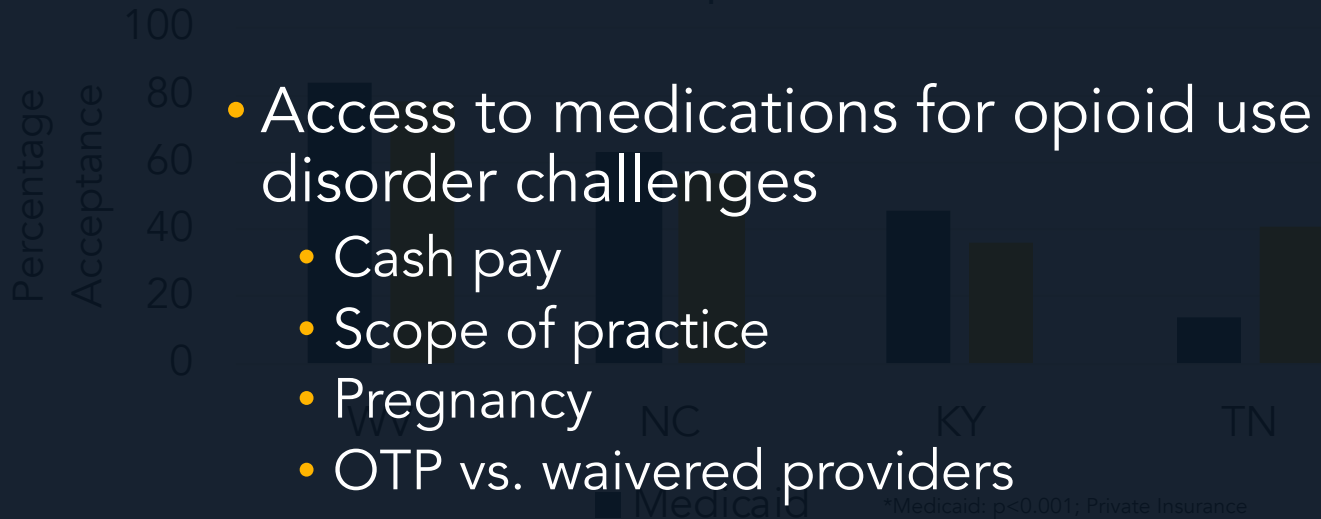 100
80
60
40
20
0
Percentage
Acceptance
• Access to medications for opioid use
disorder challenges
• Cash pay
• Scope of practice
• Pregnancy
• OTP vs. waivered providers
WV NC KY TN
Medicaid
*Medicaid: p<0.001; Private Insurance